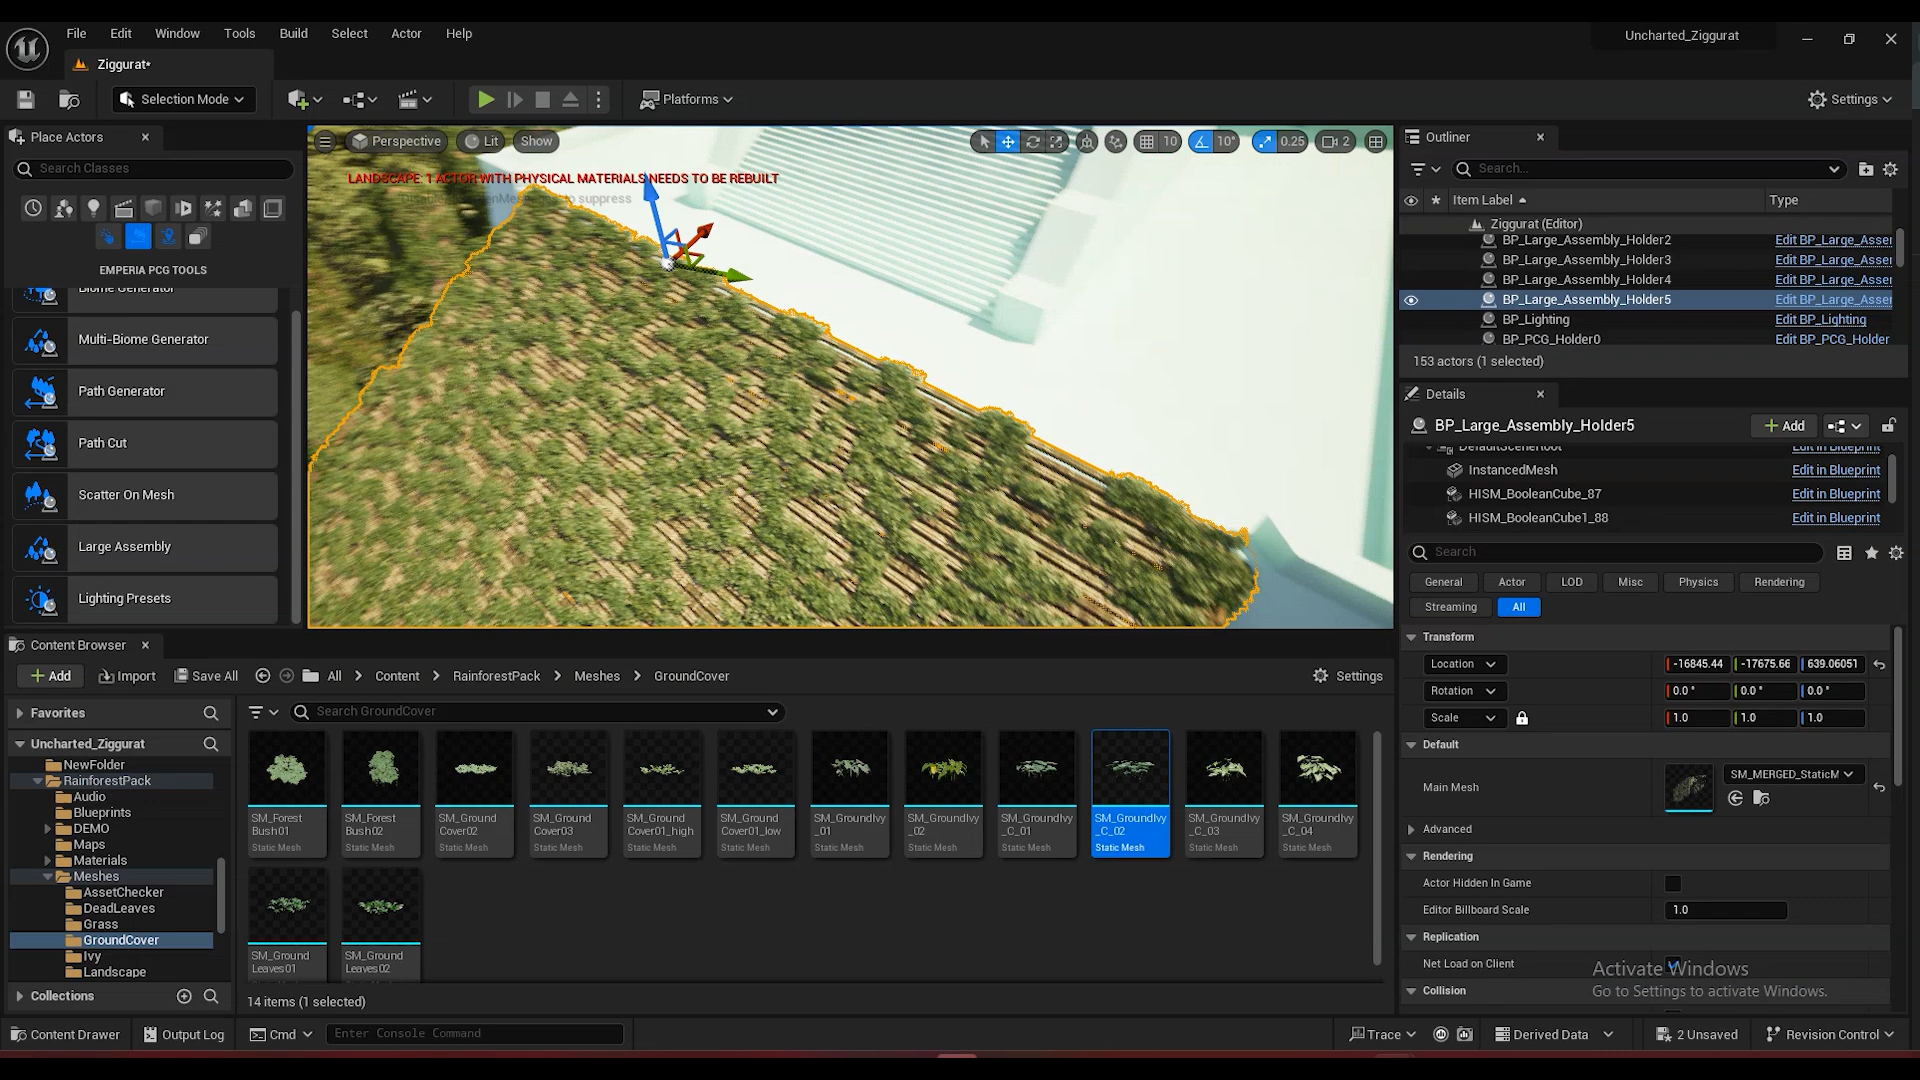 File Edit Window Tools Build Select Actor Help
Uncharted_Ziggurat
Ziggurat*
Selection Mode
Platforms
Settings
Place Actors
Search Classes
EMPERIA PCG TOOLS
Biome Generator
Multi-Biome Generator
Path Generator
Path Cut
Scatter On Mesh
Large Assembly
Lighting Presets
Perspective Lit Show
10 10° 0.25 2
LANDSCAPE: 1 ACTOR WITH PHYSICAL MATERIALS NEEDS TO BE REBUILT
to suppress
Outliner
Search...
Item Label Type
Ziggurat (Editor)
BP_Large_Assembly_Holder2 Edit BP_Large_Asser
BP_Large_Assembly_Holder3 Edit BP_Large_Asser
BP_Large_Assembly_Holder4 Edit BP_Large_Asser
BP_Large_Assembly_Holder5 Edit BP_Large_Asser
BP_Lighting Edit BP_Lighting
BP_PCG_Holder0 Edit BP_PCG_Holder
153 actors (1 selected)
Details
BP_Large_Assembly_Holder5
Add
DefaultSceneRoot Edit in Blueprint
InstancedMesh Edit in Blueprint
HISM_BooleanCube_87 Edit in Blueprint
HISM_BooleanCube1_88 Edit in Blueprint
Search
General Actor LOD Misc Physics Rendering
Streaming All
Transform
Location -16845.44 -17675.66 639.06051
Rotation 0.0 ° 0.0 ° 0.0 °
Scale 1.0 1.0 1.0
Default
Main Mesh SM_MERGED_StaticM
Advanced
Rendering
Actor Hidden In Game
Editor Billboard Scale 1.0
Replication
Net Load on Client
Collision
Activate Windows
Go to Settings to activate Windows.
Content Browser
Add Import Save All All Content RainforestPack Meshes GroundCover Settings
Favorites
Search GroundCover
Uncharted_Ziggurat
NewFolder
RainforestPack
Audio
Blueprints
DEMO
Maps
Materials
Meshes
AssetChecker
DeadLeaves
Grass
GroundCover
Ivy
Landscape
Collections
SM_Forest
Bush01
Static Mesh
SM_Forest
Bush02
Static Mesh
SM_Ground
Cover02
Static Mesh
SM_Ground
Cover03
Static Mesh
SM_Ground
Cover01_high
Static Mesh
SM_Ground
Cover01_low
Static Mesh
SM_GroundIvy
_01
Static Mesh
SM_GroundIvy
_02
Static Mesh
SM_GroundIvy
_C_01
Static Mesh
SM_GroundIvy
_C_02
Static Mesh
SM_GroundIvy
_C_03
Static Mesh
SM_GroundIvy
_C_04
Static Mesh
SM_Ground
Leaves01
SM_Ground
Leaves02
14 items (1 selected)
Content Drawer Output Log Cmd Enter Console Command Trace Derived Data 2 Unsaved Revision Control